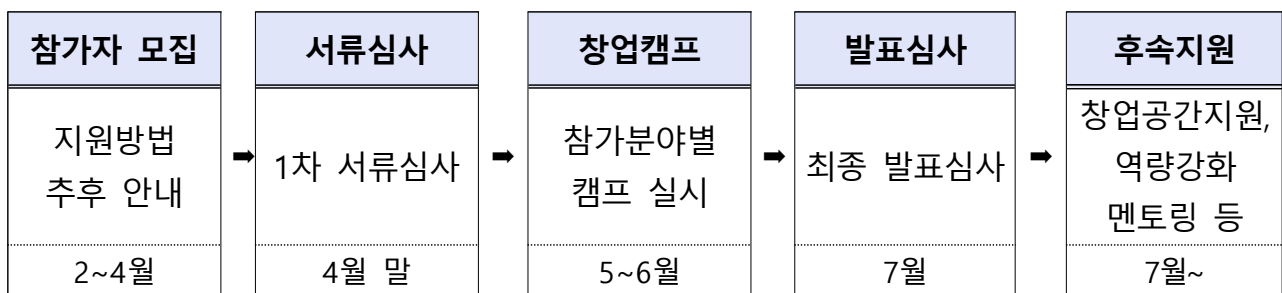 참가자 모집
지원방법
추후 안내
2~4월
➡
서류심사
1차 서류심사
4월 말
➡
창업캠프
참가분야별
캠프 실시
5~6월
➡
발표심사
최종 발표심사
7월
➡
후속지원
창업공간지원,
역량강화
멘토링 등
7월~